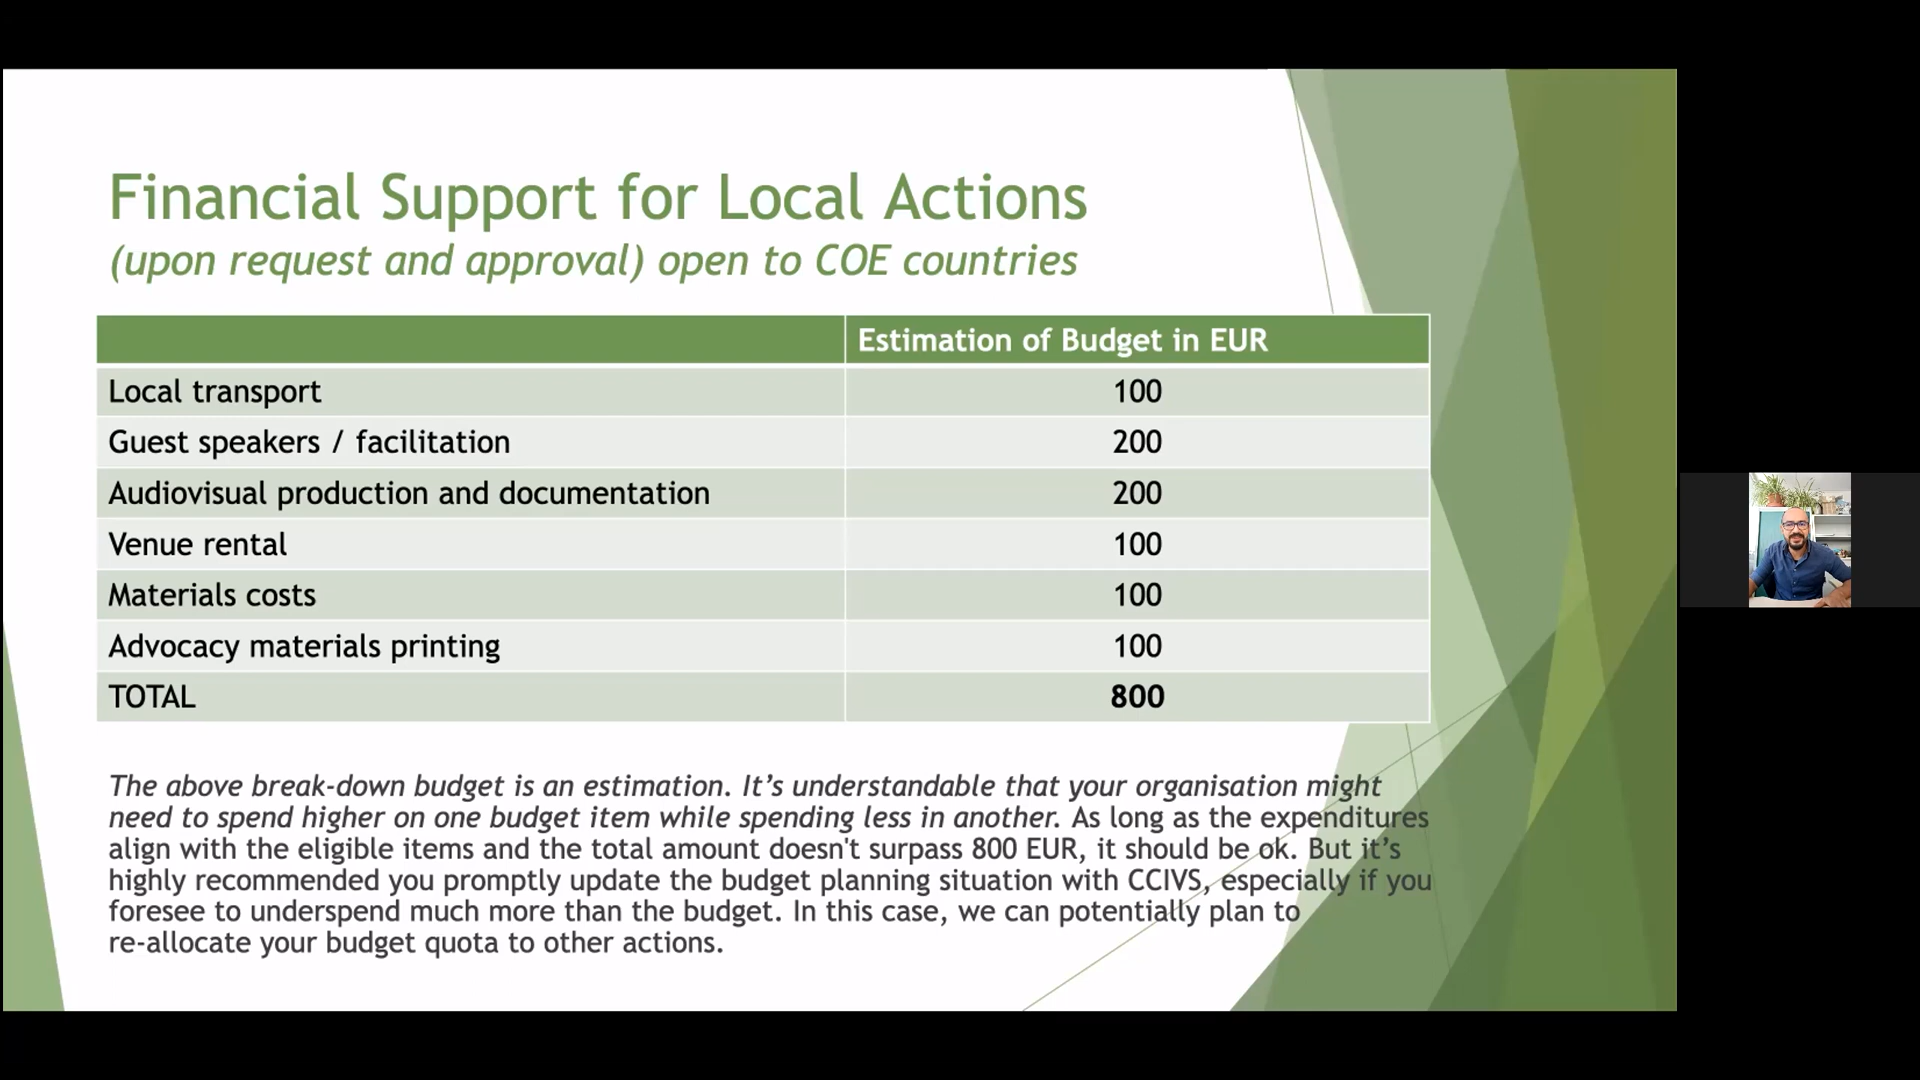 Financial Support for Local Actions
(upon request and approval) open to COE countries
Estimation of Budget in EUR
Local transport 100
Guest speakers / facilitation 200
Audiovisual production and documentation 200
Venue rental 100
Materials costs 100
Advocacy materials printing 100
TOTAL 800
The above break-down budget is an estimation. It’s understandable that your organisation might
need to spend higher on one budget item while spending less in another. As long as the expenditures
align with the eligible items and the total amount doesn't surpass 800 EUR, it should be ok. But it’s
highly recommended you promptly update the budget planning situation with CCIVS, especially if you
foresee to underspend much more than the budget. In this case, we can potentially plan to
re-allocate your budget quota to other actions.